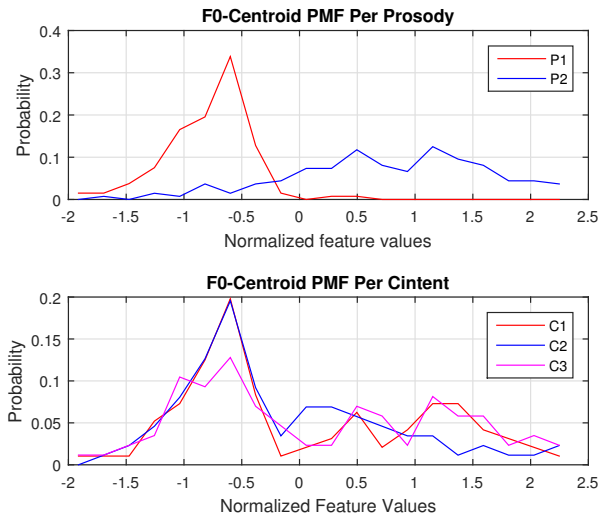 F0-Centroid PMF Per Prosody
Probability
0.4
0.3
0.2
0.1
0
P1
P2
-2 -1.5 -1 -0.5 0 0.5 1 1.5 2 2.5
Normalized feature values
F0-Centroid PMF Per Cintent
Probability
0.2
0.15
0.1
0.05
0
C1
C2
C3
-2 -1.5 -1 -0.5 0 0.5 1 1.5 2 2.5
Normalized Feature Values